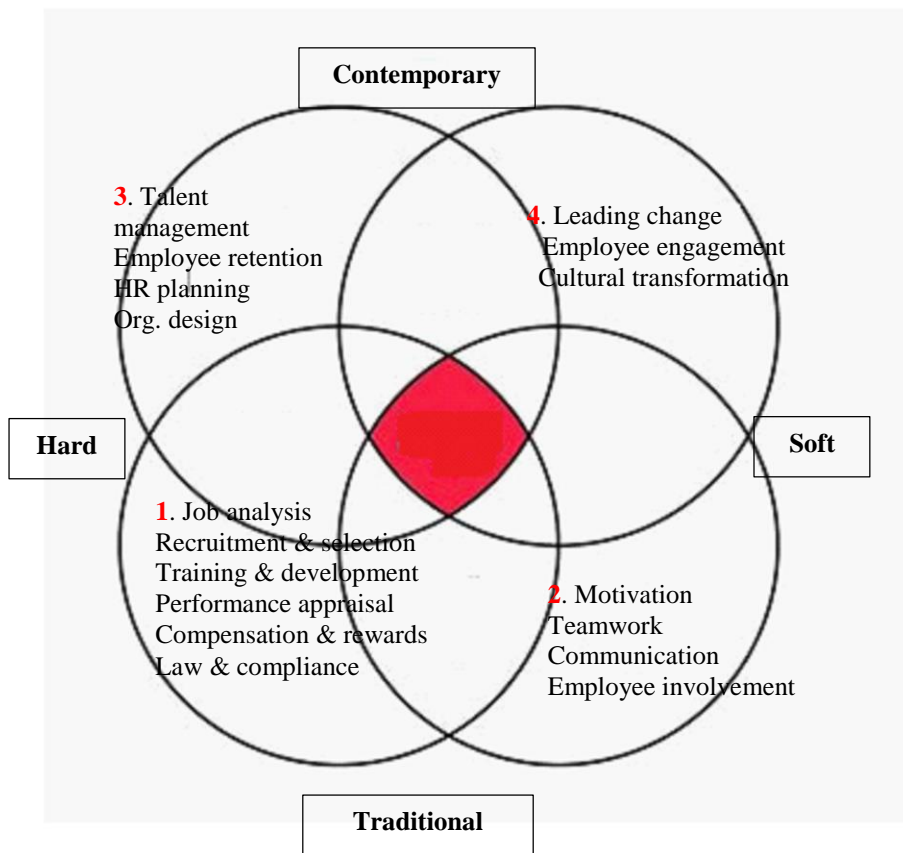 Contemporary
3. Talent
management
Employee retention
HR planning
Org. design
4. Leading change
Employee engagement
Cultural transformation
Hard
Soft
1. Job analysis
Recruitment & selection
Training & development
Performance appraisal
Compensation & rewards
Law & compliance
2. Motivation
Teamwork
Communication
Employee involvement
Traditional